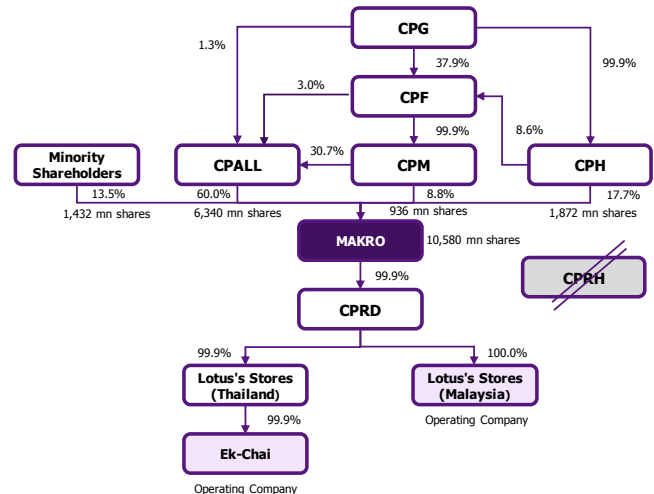 CPG
1.3%
37.9%
99.9%
3.0%
CPF
99.9%
8.6%
Minority
Shareholders
CPALL
30.7%
CPM
CPH
13.5%
60.0%
8.8%
17.7%
1,432 mn shares
6,340 mn shares
936 mn shares
1,872 mn shares
MAKRO
10,580 mn shares
99.9%
CPRH
CPRD
99.9%
100.0%
Lotus's Stores
(Thailand)
Lotus's Stores
(Malaysia)
99.9%
Operating Company
Ek-Chai
Operating Company